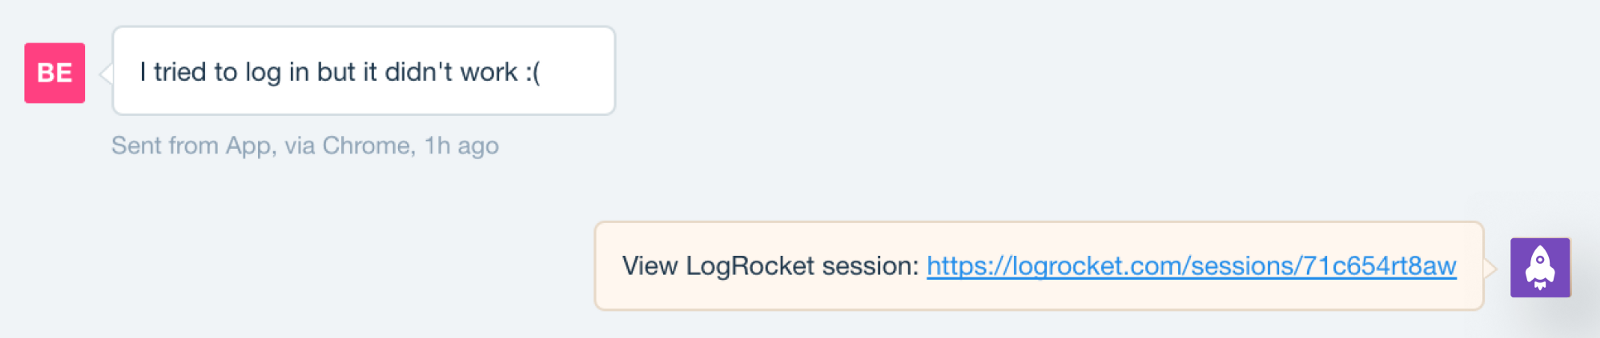 BE
I tried to log in but it didn't work :(
Sent from App, via Chrome, 1h ago
View LogRocket session: https://logrocket.com/sessions/71c654rt8aw